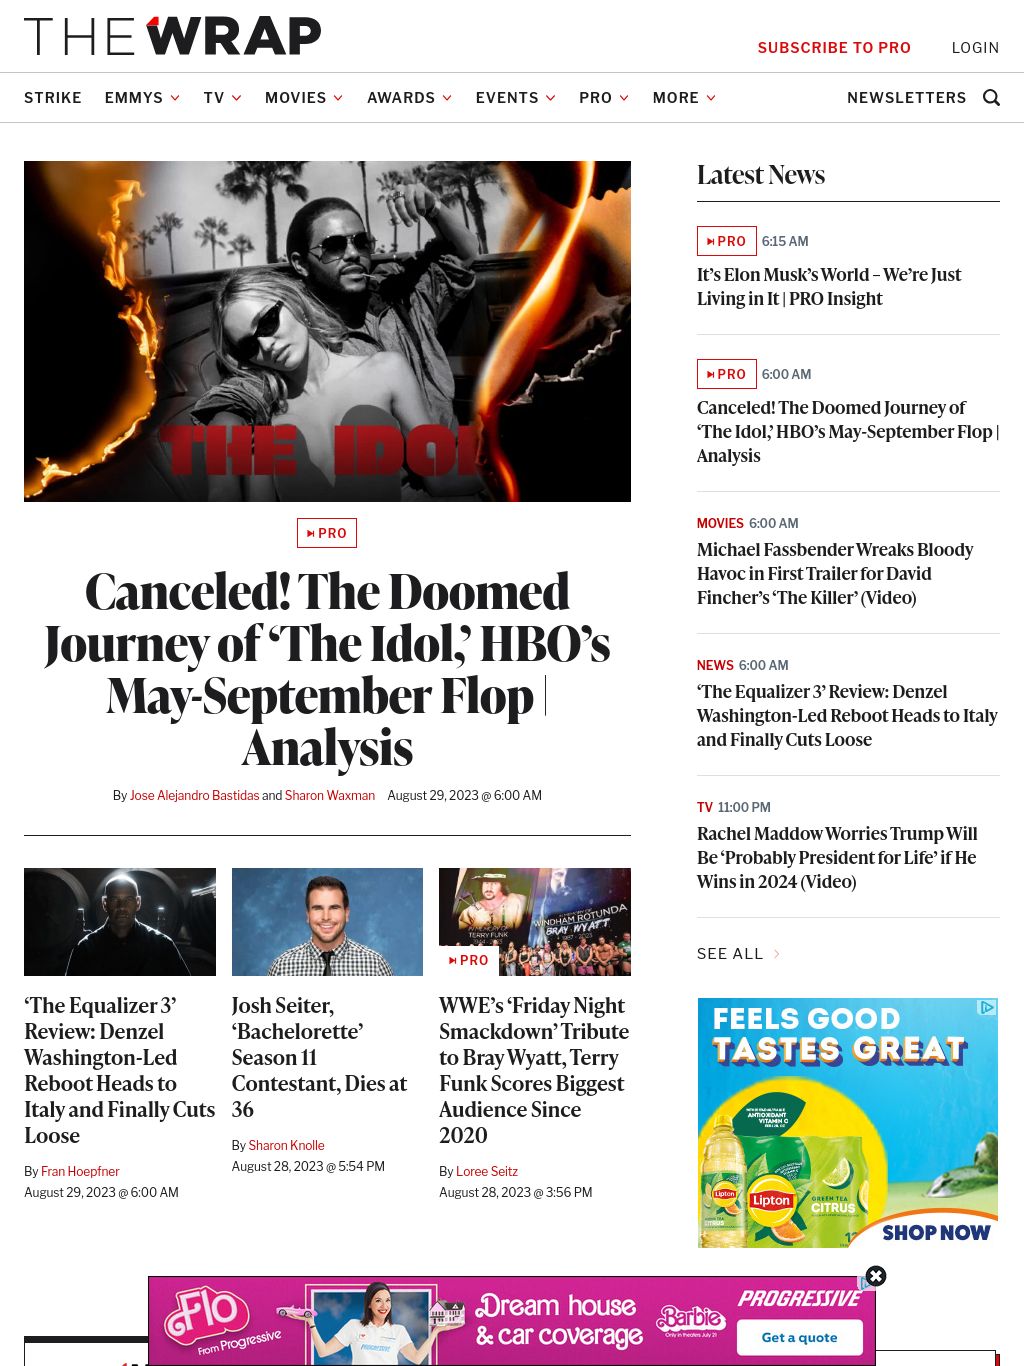 THE WRAP
SUBSCRIBE TO PRO
LOGIN
STRIKE
EMMYS
TV
MOVIES
AWARDS
EVENTS
PRO
MORE
NEWSLETTERS
THE IDOL
PRO
Canceled! The Doomed
Journey of ‘The Idol,’ HBO’s
May-September Flop |
Analysis
By Jose Alejandro Bastidas and Sharon Waxman August 29, 2023 @ 6:00 AM
‘The Equalizer 3’
Review: Denzel
Washington-Led
Reboot Heads to
Italy and Finally Cuts
Loose
By Fran Hoepfner
August 29, 2023 @ 6:00 AM
Josh Seiter,
‘Bachelorette’
Season 11
Contestant, Dies at
36
By Sharon Knolle
August 28, 2023 @ 5:54 PM
IN MEMORY OF
TERRY FUNK
WINDHAM ROTUNDA
BRAY WYATT
PRO
WWE’s ‘Friday Night
Smackdown’ Tribute
to Bray Wyatt, Terry
Funk Scores Biggest
Audience Since
2020
By Loree Seitz
August 28, 2023 @ 3:56 PM
Latest News
PRO 6:15 AM
It’s Elon Musk’s World – We’re Just
Living in It | PRO Insight
PRO 6:00 AM
Canceled! The Doomed Journey of
‘The Idol,’ HBO’s May-September Flop |
Analysis
MOVIES 6:00 AM
Michael Fassbender Wreaks Bloody
Havoc in First Trailer for David
Fincher’s ‘The Killer’ (Video)
NEWS 6:00 AM
‘The Equalizer 3’ Review: Denzel
Washington-Led Reboot Heads to Italy
and Finally Cuts Loose
TV 11:00 PM
Rachel Maddow Worries Trump Will
Be ‘Probably President for Life’ if He
Wins in 2024 (Video)
SEE ALL
FEELS GOOD
TASTES GREAT
ANTIOXIDANT
VITAMIN C
Lipton
Lipton
GREEN TEA
CITRUS
SHOP NOW
Flo
From Progressive
PROGRESSIVE
Dream house
& car coverage
Barbie
Only in theaters July 21
PROGRESSIVE
Get a quote